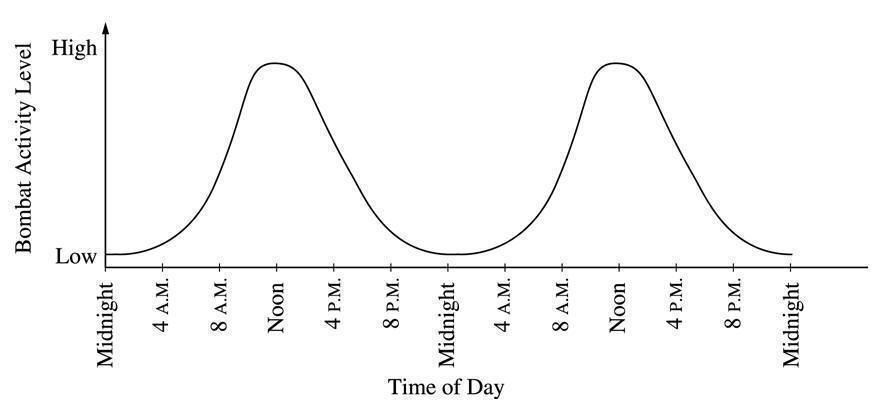 Bombat Activity Level
High
Low
Midnight
4 A.M.
8 A.M.
Noon
4 P.M.
8 P.M.
Midnight
4 A.M.
8 A.M.
Noon
4 P.M.
8 P.M.
Midnight
Time of Day